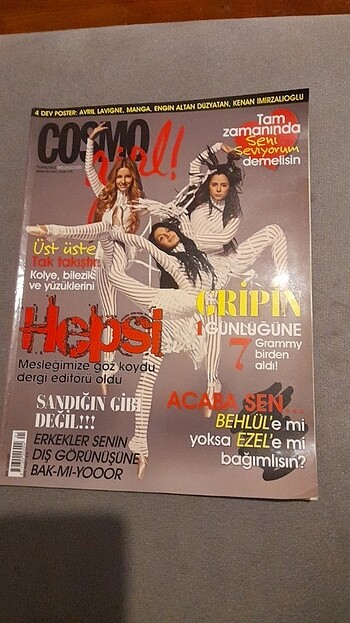 4 DEV POSTER: AVRIL LAVIGNE, MANGA, ENGIN ALTAN DÜZYATAN, KENAN IMIRZALIOĞLU
COSMO
girl!
Tam
zamanında
Seni
Seviyorum
demelisin
Üst üste
Tak takıştır
Kolye, bilezik
ve yüzüklerini
GRİPİN
1 GÜNLÜĞÜNE
7 Grammy
birden
aldı!
Hepsi
Mesleğimize göz koydu
dergi editörü oldu
SANDIĞIN GİBİ
DEĞİL!!!
ERKEKLER SENİN
DIŞ GÖRÜNÜŞÜNE
BAK-MI-YOOOR
ACABA SEN...
BEHLÜL'e mi
yoksa EZEL'e mi
bağımlısın?